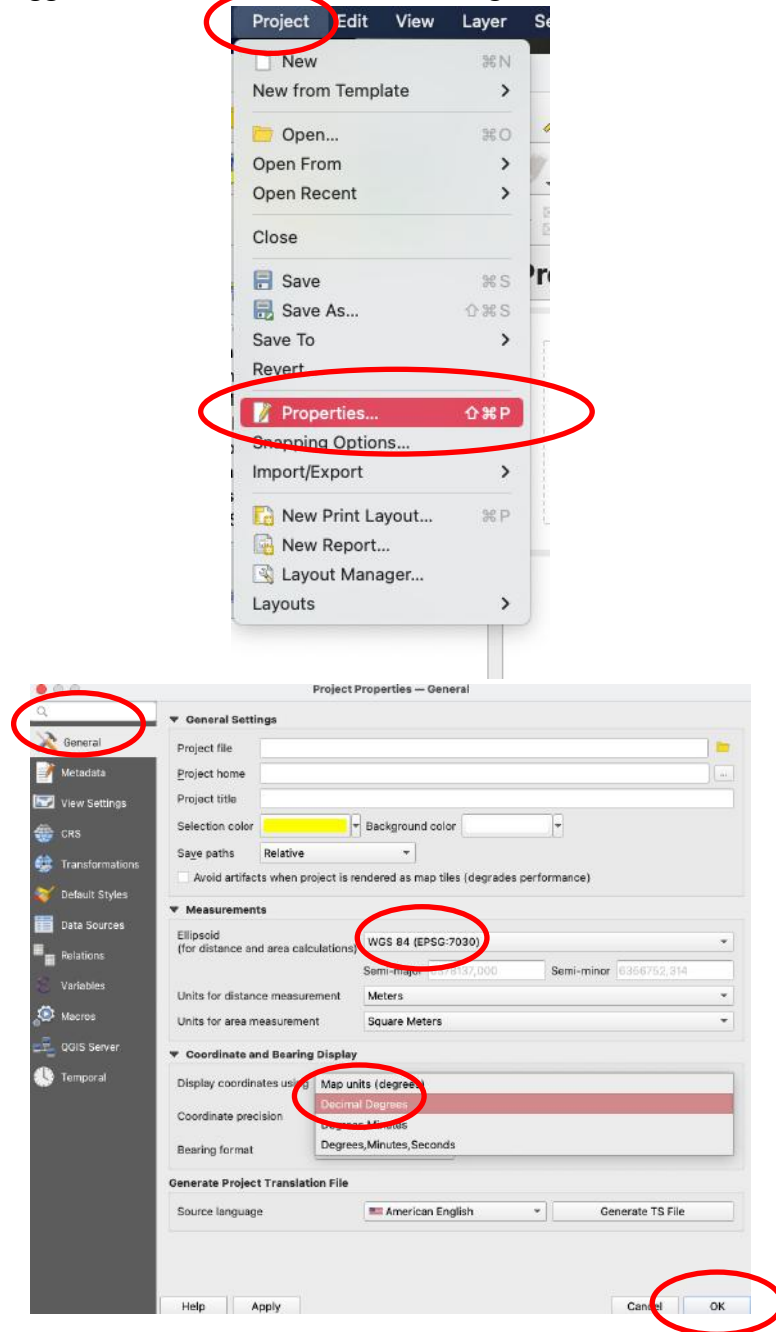 Project Edit View Layer
New ⌘N
New from Template >
Open... ⌘O
Open From >
Open Recent >
Close
Save ⌘S
Save As... ⇧⌘S
Save To >
Revert
Properties... ⇧⌘P
Snapping Options...
Import/Export >
New Print Layout... ⌘P
New Report...
Layout Manager...
Layouts >
Project Properties — General
General
Metadata
View Settings
CRS
Transformations
Default Styles
Data Sources
Relations
Variables
Macros
QGIS Server
Temporal
▼ General Settings
Project file
Project home ...
Project title
Selection color Background color
Save paths Relative
Avoid artifacts when project is rendered as map tiles (degrades performance)
▼ Measurements
Ellipsoid
(for distance and area calculations) WGS 84 (EPSG:7030)
Semi-major 6378137,000 Semi-minor 6356752,314
Units for distance measurement Meters
Units for area measurement Square Meters
▼ Coordinate and Bearing Display
Display coordinates using Map units (degrees)
Decimal Degrees
Coordinate precision Degrees,Minutes
Bearing format Degrees,Minutes,Seconds
Generate Project Translation File
Source language American English Generate TS File
Help Apply Cancel OK